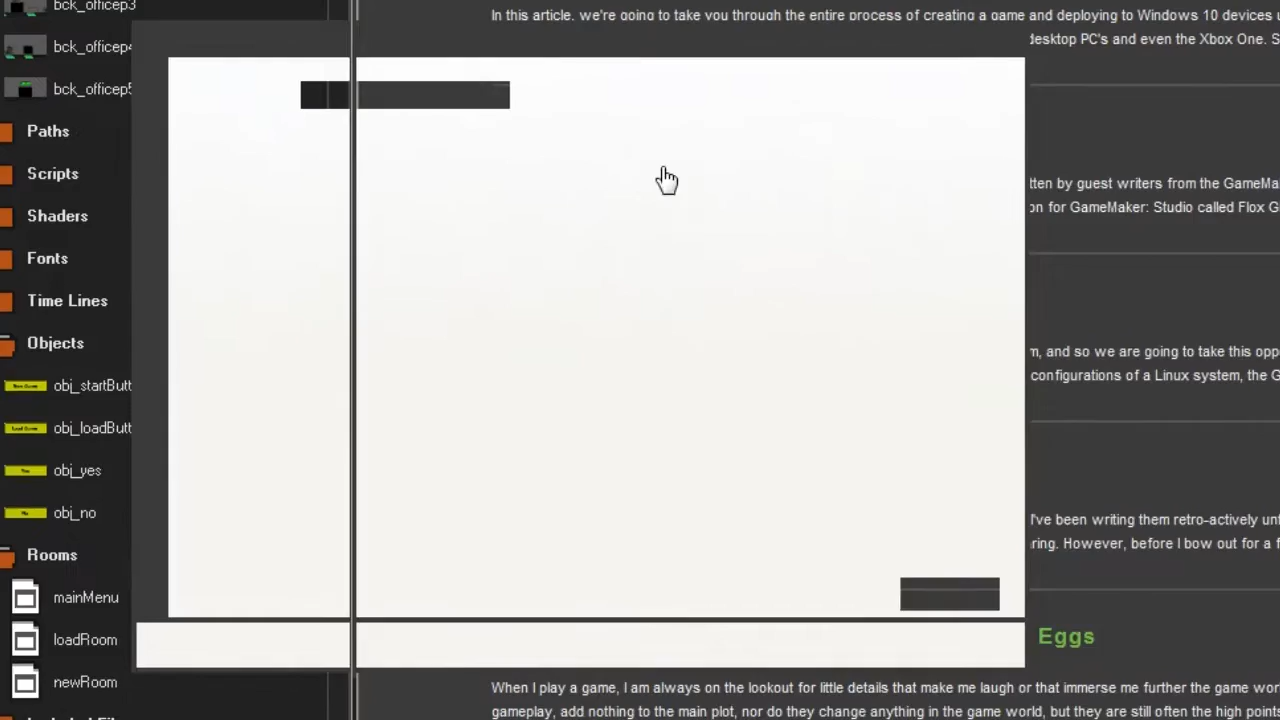 bck_officep3
bck_officep4
bck_officep5
Paths
Scripts
Shaders
Fonts
Time Lines
Objects
obj_startButt
obj_loadButt
obj_yes
obj_no
Rooms
mainMenu
loadRoom
newRoom
In this article, we're going to take you through the entire process of creating a game and deploying to Windows 10 devices
desktop PC's and even the Xbox One. S
tten by guest writers from the GameMa
on for GameMaker: Studio called Flox G
m, and so we are going to take this opp
configurations of a Linux system, the G
I've been writing them retro-actively unt
ring. However, before I bow out for a f
Eggs
When I play a game, I am always on the lookout for little details that make me laugh or that immerse me further the game wor
gameplay, add nothing to the main plot, nor do they change anything in the game world, but they are still often the high points